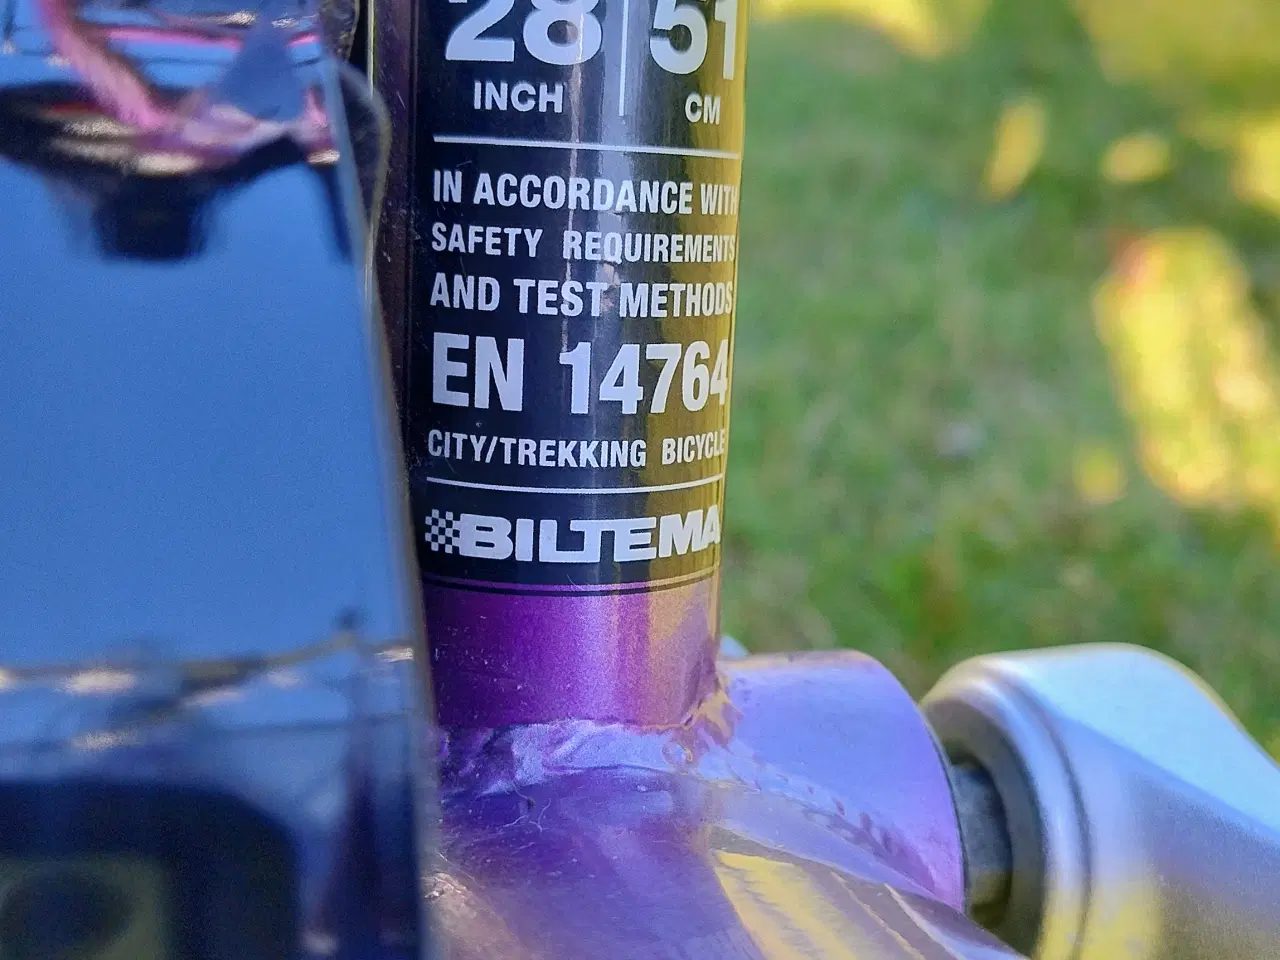 28 51
INCH CM
IN ACCORDANCE WITH
SAFETY REQUIREMENTS
AND TEST METHODS
EN 14764
CITY/TREKKING BICYCLE
BILTEMA